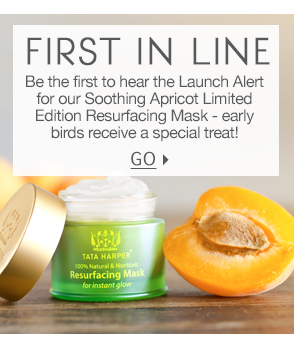 FIRST IN LINE
Be the first to hear the Launch Alert
for our Soothing Apricot Limited
Edition Resurfacing Mask - early
birds receive a special treat!
GO
TATA HARPER
100% Natural & Nontoxic
Resurfacing Mask
for instant glow